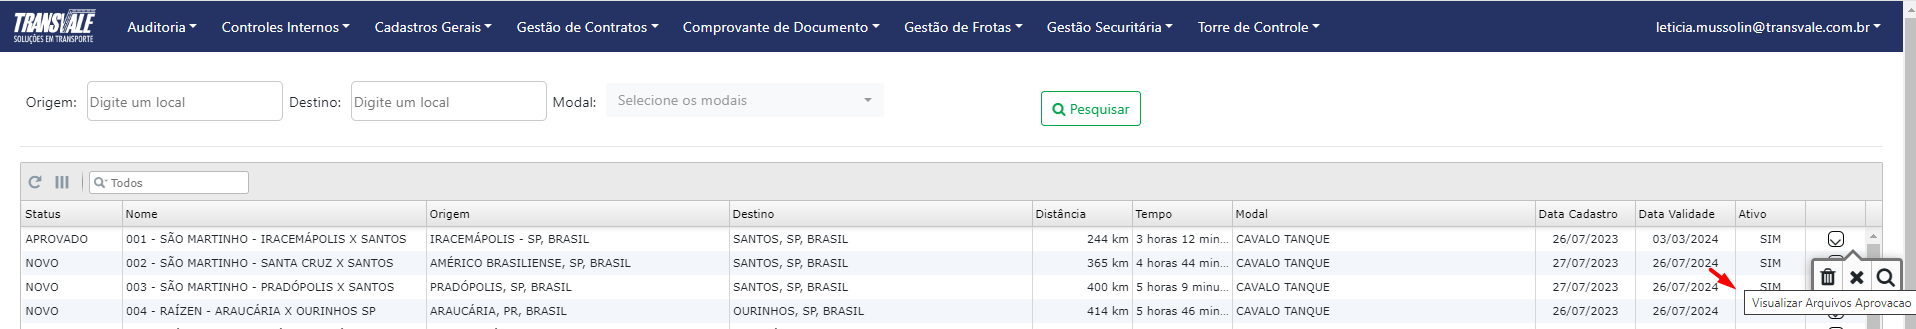 TRANSVALE
SOLUÇÕES EM TRANSPORTE
Auditoria Controles Internos Cadastros Gerais Gestão de Contratos Comprovante de Documento Gestão de Frotas Gestão Securitária Torre de Controle leticia.mussolin@transvale.com.br
Origem: Digite um local Destino: Digite um local Modal: Selecione os modais Pesquisar
Todos
Status Nome Origem Destino Distância Tempo Modal Data Cadastro Data Validade Ativo
APROVADO 001 - SÃO MARTINHO - IRACEMÁPOLIS X SANTOS IRACEMÁPOLIS - SP, BRASIL SANTOS, SP, BRASIL 244 km 3 horas 12 min... CAVALO TANQUE 26/07/2023 03/03/2024 SIM
NOVO 002 - SÃO MARTINHO - SANTA CRUZ X SANTOS AMÉRICO BRASILIENSE, SP, BRASIL SANTOS, SP, BRASIL 365 km 4 horas 44 min... CAVALO TANQUE 27/07/2023 26/07/2024 SIM
NOVO 003 - SÃO MARTINHO - PRADÓPOLIS X SANTOS PRADÓPOLIS, SP, BRASIL SANTOS, SP, BRASIL 400 km 5 horas 9 minu... CAVALO TANQUE 27/07/2023 26/07/2024 SIM
NOVO 004 - RAÍZEN - ARAUCÁRIA X OURINHOS SP ARAUCÁRIA, PR, BRASIL OURINHOS, SP, BRASIL 414 km 5 horas 46 min... CAVALO TANQUE 27/07/2023 26/07/2024
Visualizar Arquivos Aprovacao